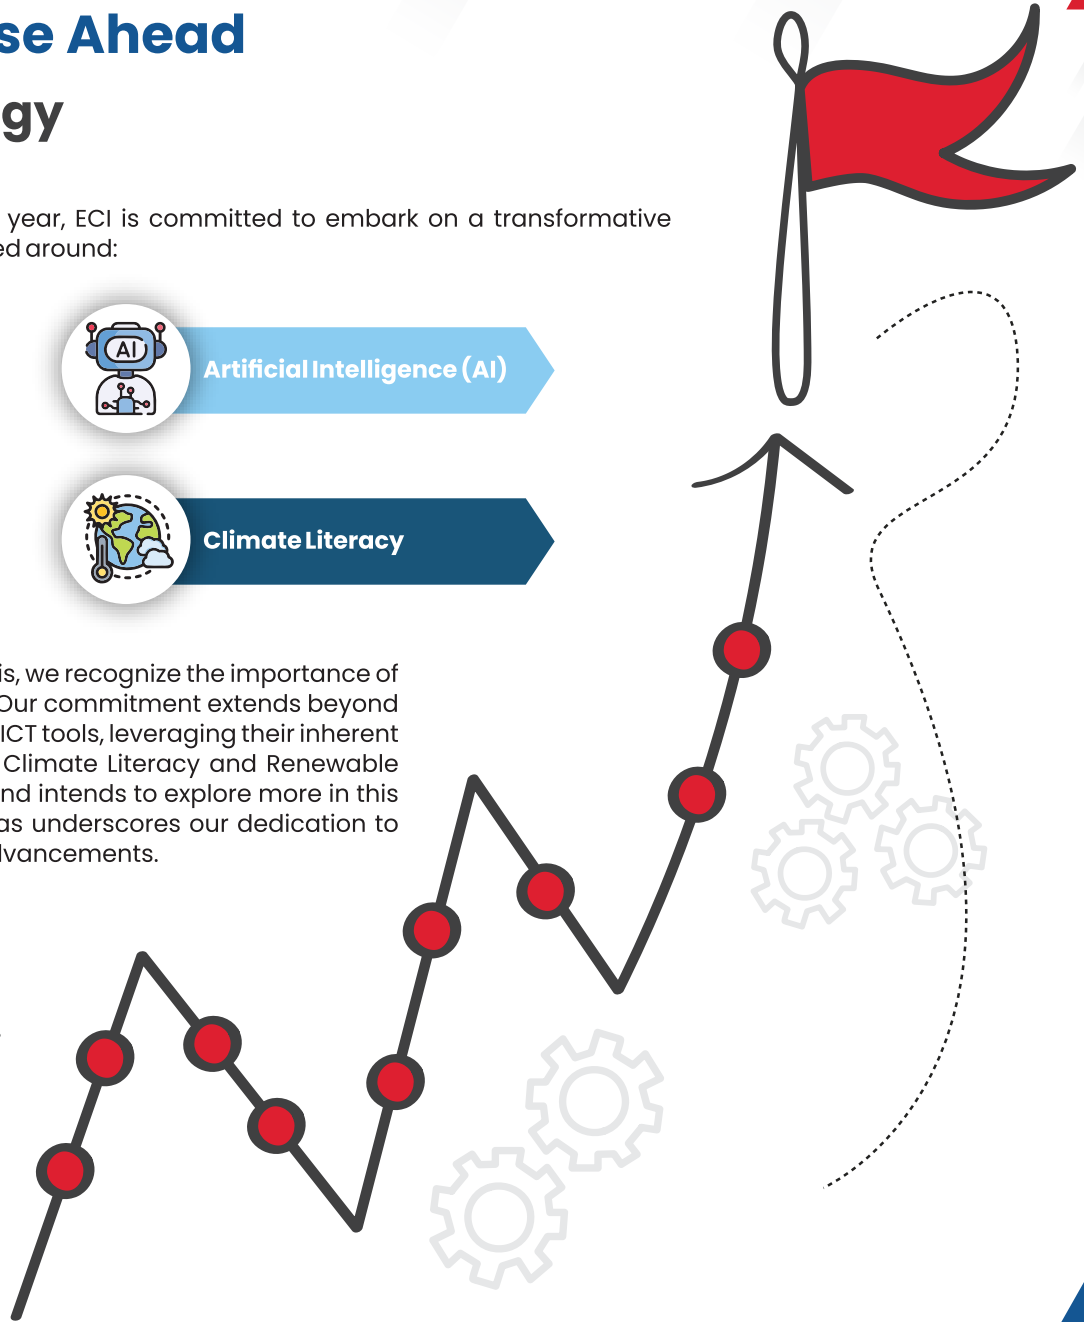 se Ahead
gy
year, ECI is committed to embark on a transformative
ed around:
AI
Artificial Intelligence (AI)
Climate Literacy
is, we recognize the importance of
Our commitment extends beyond
ICT tools, leveraging their inherent
Climate Literacy and Renewable
nd intends to explore more in this
as underscores our dedication to
dvancements.